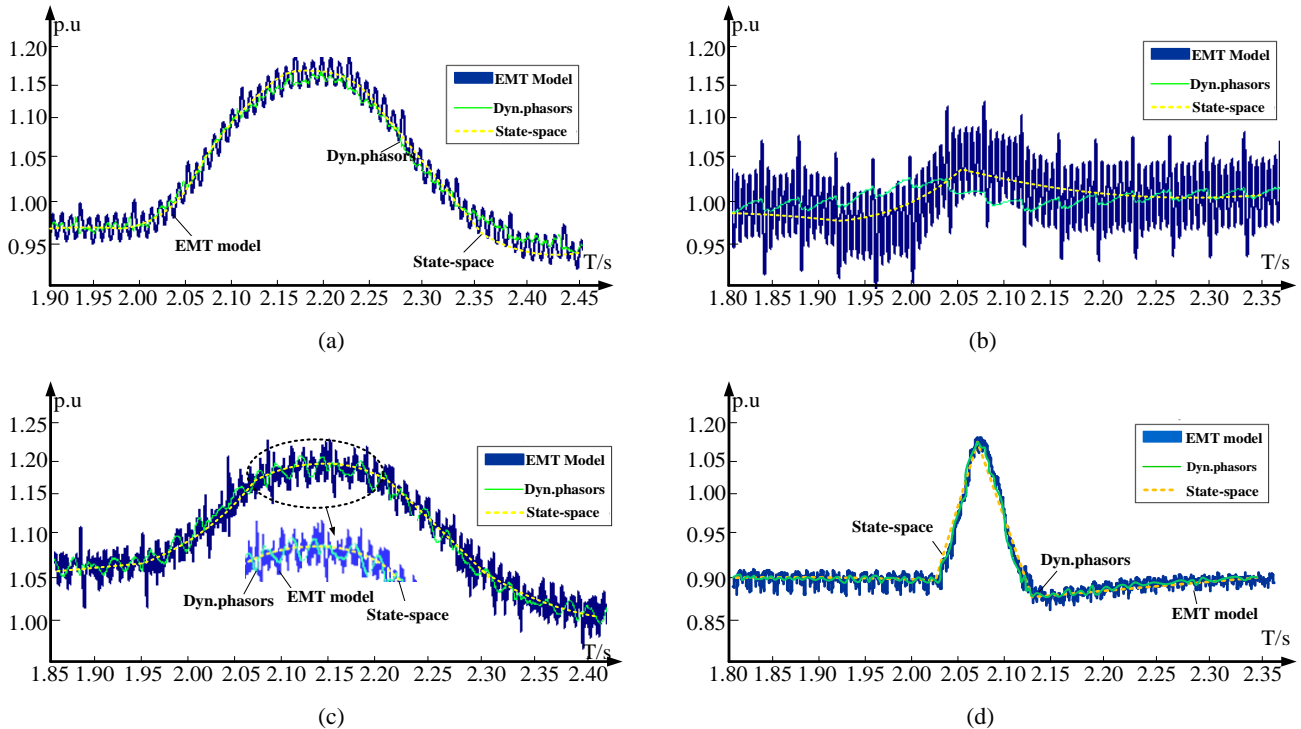 p.u
1.20
1.10
1.05
1.00
0.95
EMT Model
Dyn.phasors
State-space
Dyn.phasors
EMT model
State-space
T/s
1.90 1.95 2.00 2.05 2.10 2.15 2.20 2.25 2.30 2.35 2.40 2.45
(a)
p.u
1.20
1.10
1.05
1.00
0.95
EMT Model
Dyn.phasors
State-space
T/s
1.80 1.85 1.90 1.95 2.00 2.05 2.10 2.15 2.20 2.25 2.30 2.35
(b)
p.u
1.25
1.20
1.10
1.05
1.00
EMT Model
Dyn.phasors
State-space
Dyn.phasors
EMT model
State-space
T/s
1.85 1.90 1.95 2.00 2.05 2.10 2.15 2.20 2.25 2.30 2.35 2.40
(c)
p.u
1.20
1.05
1.00
0.95
0.90
0.85
EMT model
Dyn.phasors
State-space
State-space
Dyn.phasors
EMT model
T/s
1.80 1.85 1.90 1.95 2.00 2.05 2.10 2.15 2.20 2.25 2.30 2.35
(d)